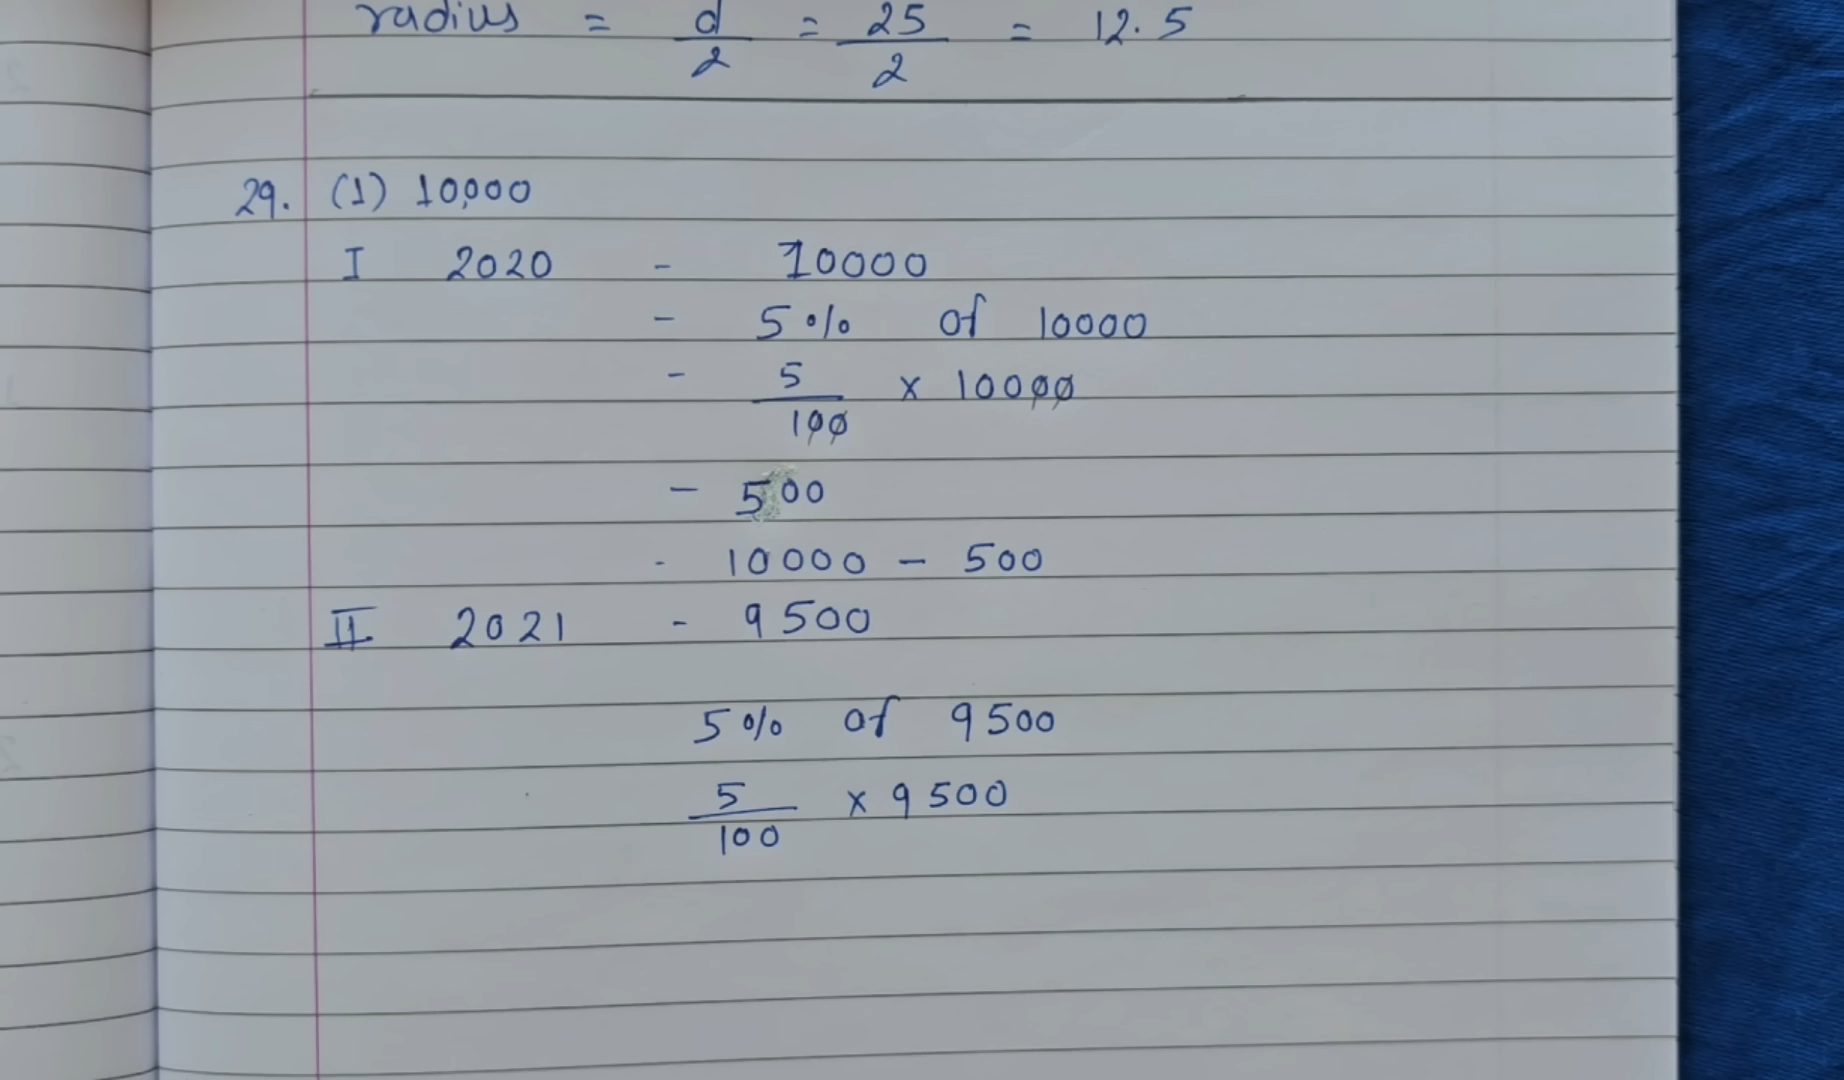 radius = d/2 = 25/2 = 12.5
29. (1) 10,000
I 2020 - 10000
- 5% of 10000
- 5/100 x 10000
- 500
- 10000 - 500
II 2021 - 9500
5% of 9500
5/100 x 9500